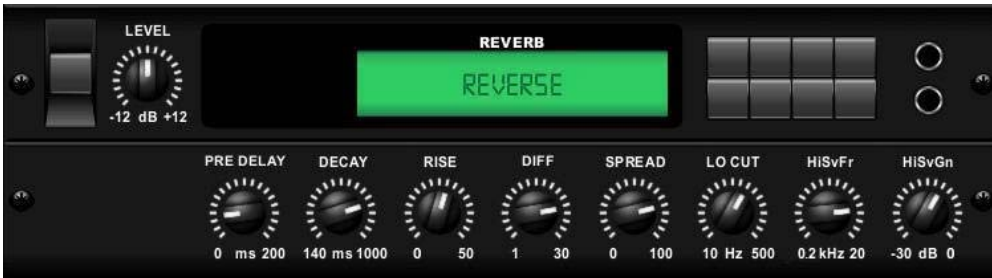 LEVEL
-12 dB +12
REVERB
REVERSE
PRE DELAY DECAY RISE DIFF SPREAD LO CUT HiSvFr HiSvGn
0 ms 200 140 ms 1000 0 50 1 30 0 100 10 Hz 500 0.2 kHz 20 -30 dB 0